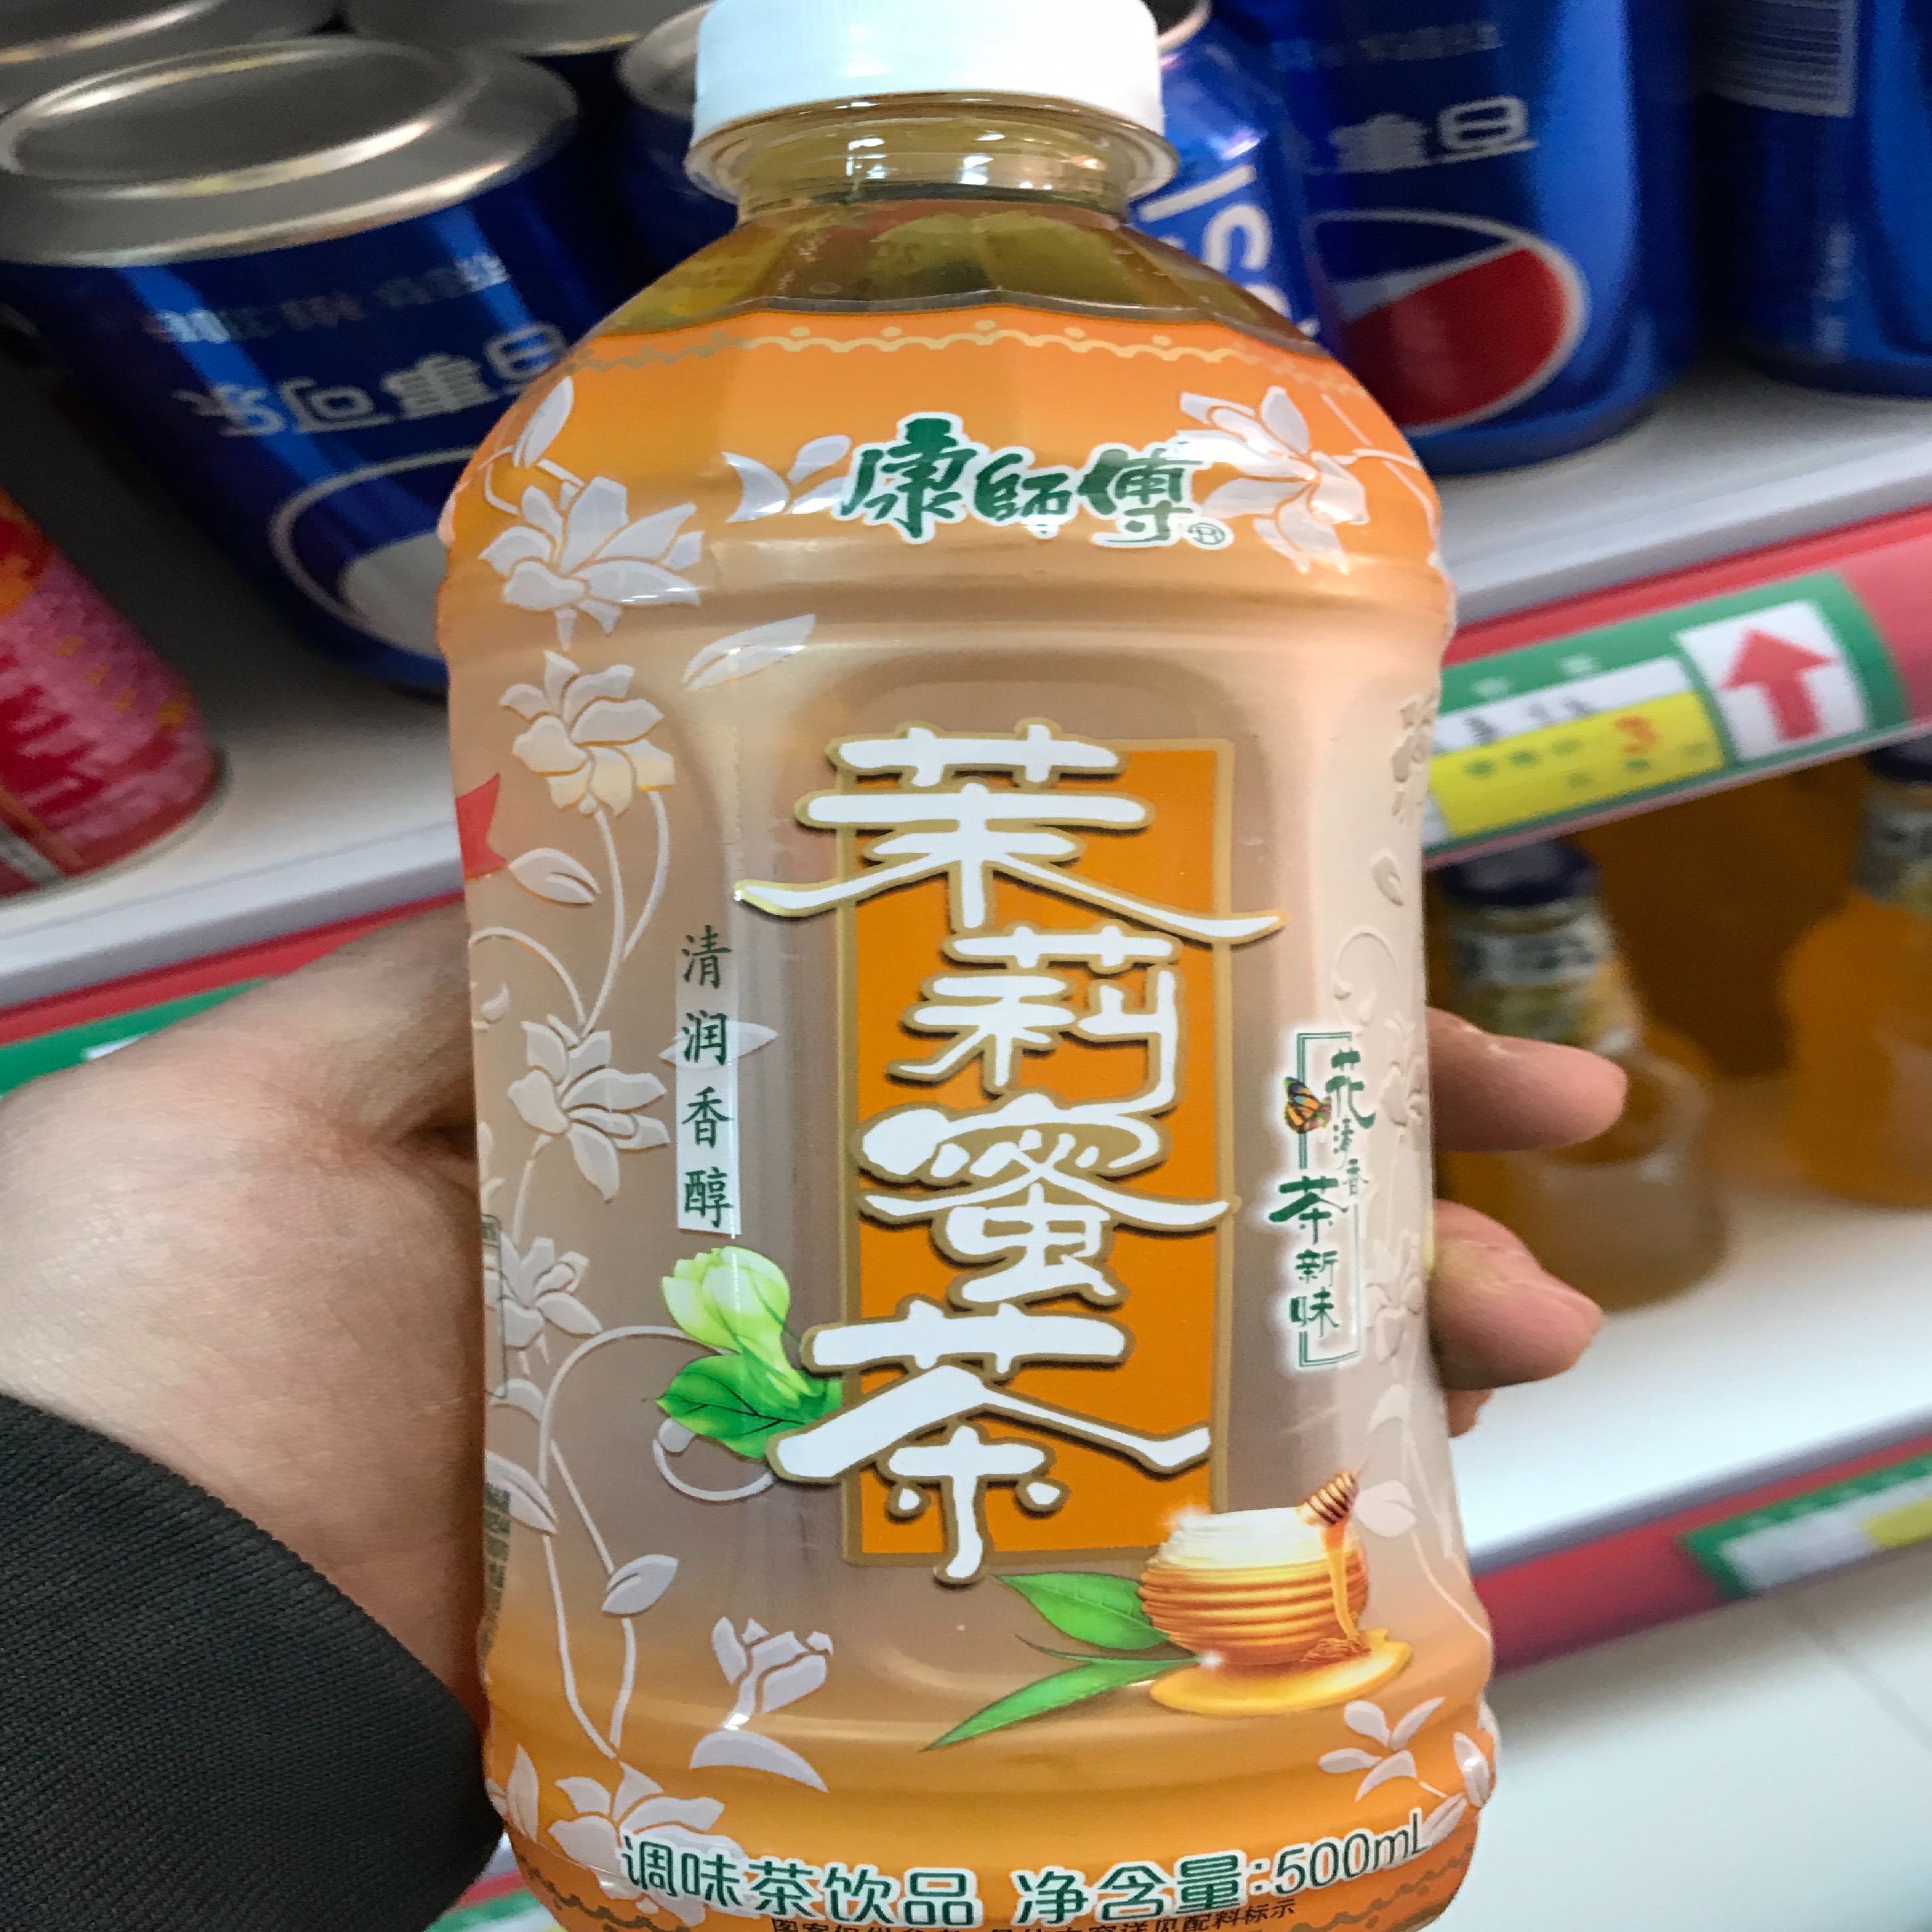 康師傅
茉莉蜜茶
清润香醇
花清香
茶新味
调味茶饮品 净含量:500mL